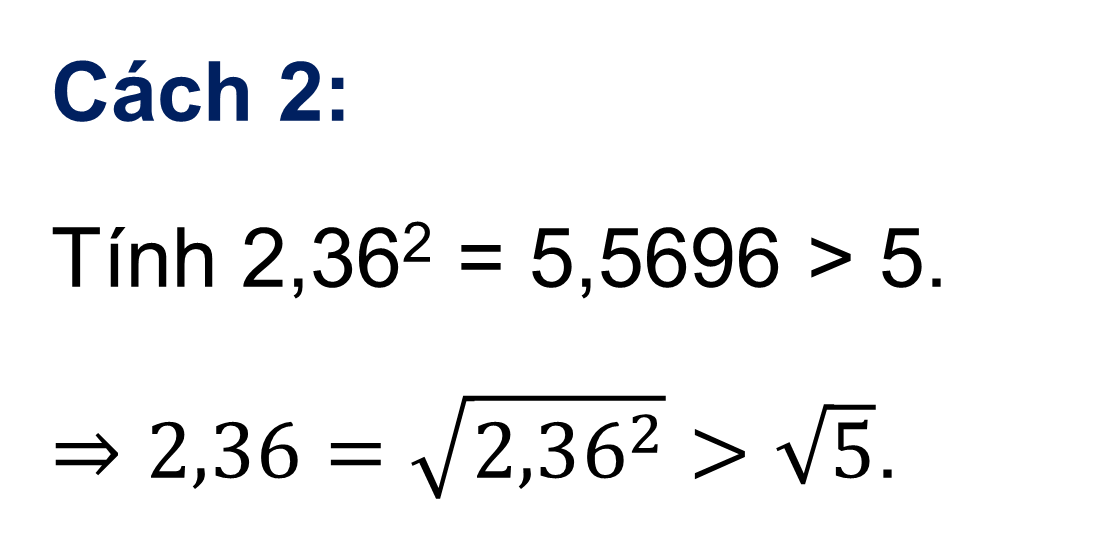 Cách 2:
Tính 2,36² = 5,5696 > 5.
⇒ 2,36 = √2,36² > √5.